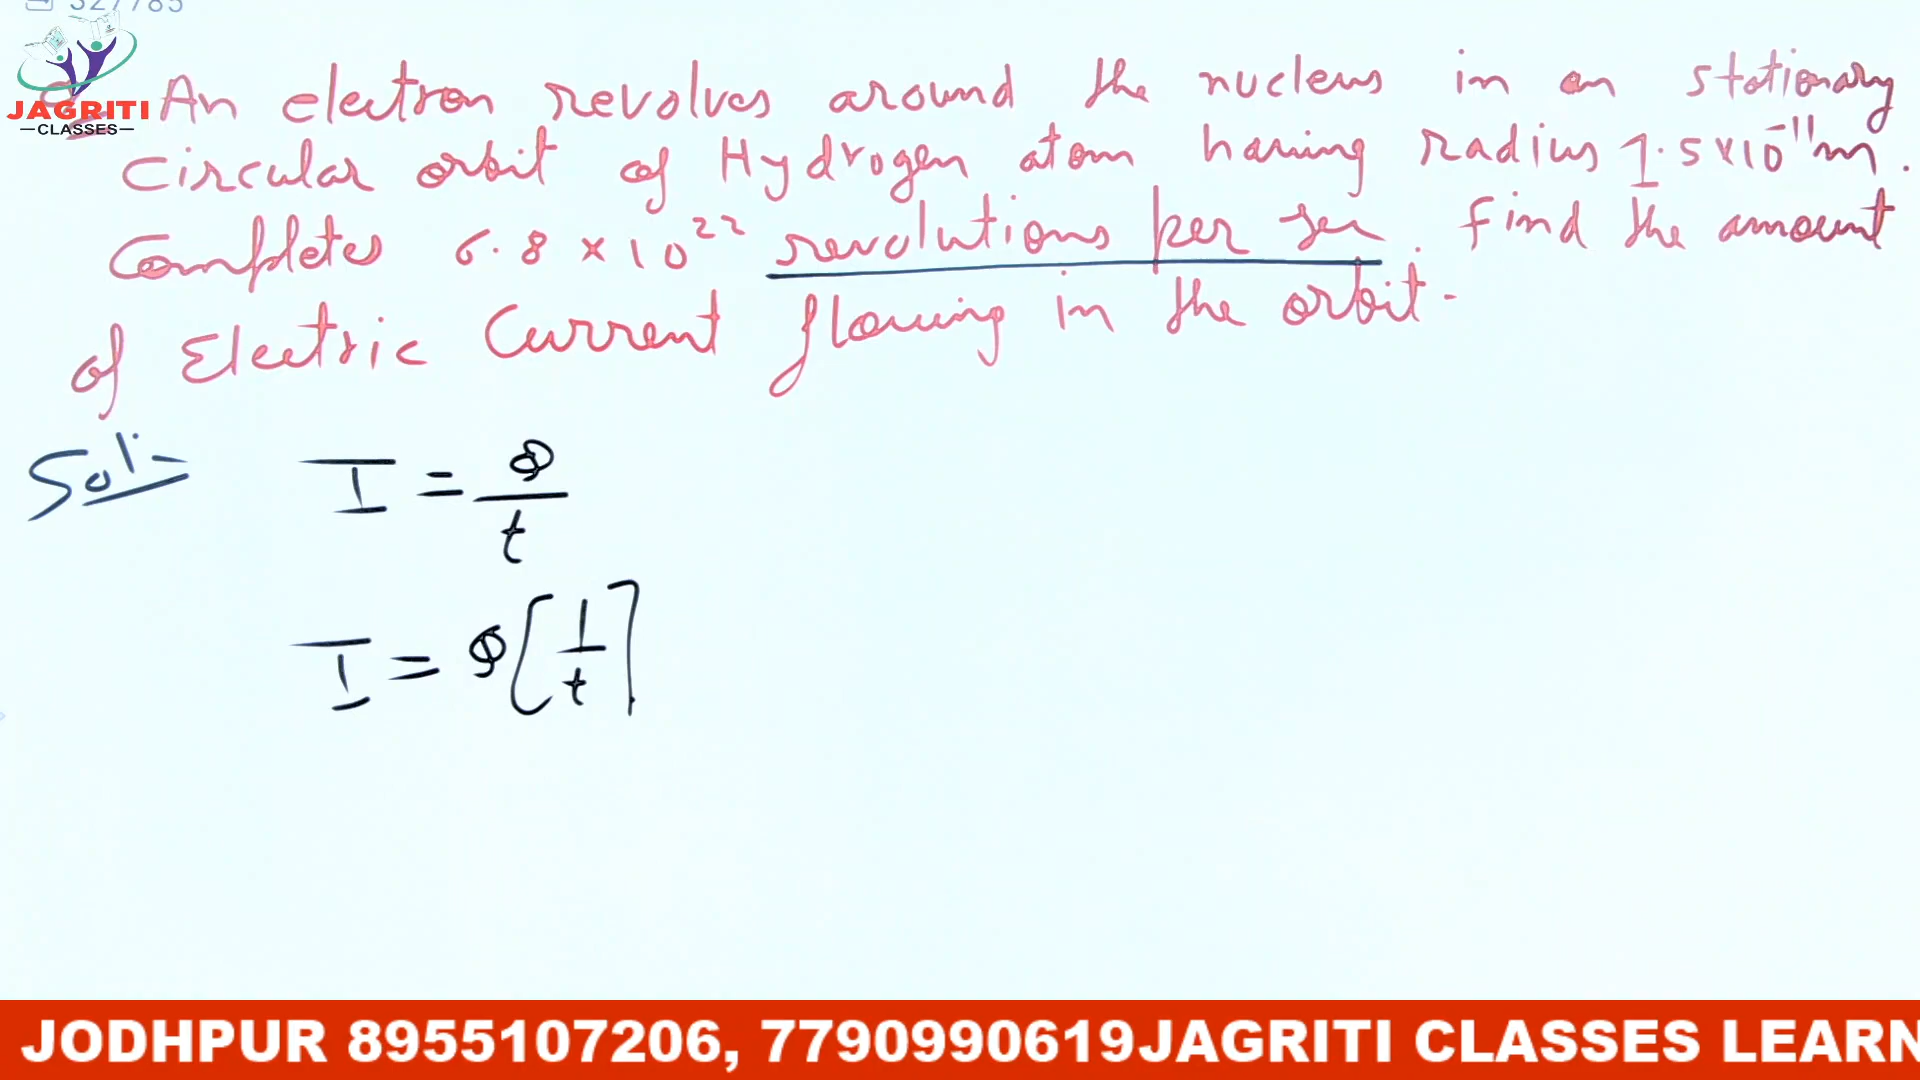 327785
JAGRITI
CLASSES
Q An electron revolves around the nucleus in an stationary
Circular orbit of Hydrogen atom having radius 1.5×10⁻¹¹m.
Completes 6.8 × 10²² revolutions per sec. Find the amount
of Electric Current flowing in the orbit.
Sol:-
I = Q/t
I = Q[1/t]
JODHPUR 8955107206, 7790990619JAGRITI CLASSES LEARN